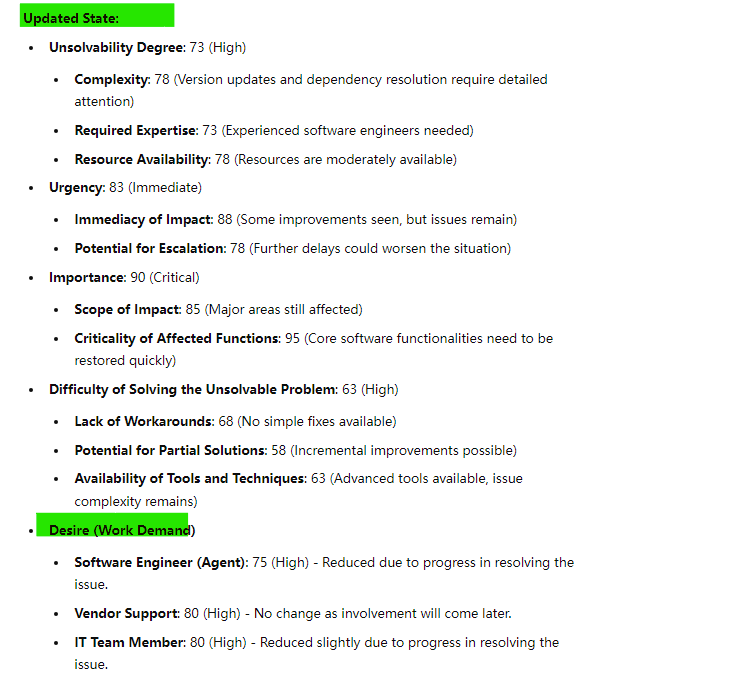 Updated State:
Unsolvability Degree: 73 (High)
Complexity: 78 (Version updates and dependency resolution require detailed
attention)
Required Expertise: 73 (Experienced software engineers needed)
Resource Availability: 78 (Resources are moderately available)
Urgency: 83 (Immediate)
Immediacy of Impact: 88 (Some improvements seen, but issues remain)
Potential for Escalation: 78 (Further delays could worsen the situation)
Importance: 90 (Critical)
Scope of Impact: 85 (Major areas still affected)
Criticality of Affected Functions: 95 (Core software functionalities need to be
restored quickly)
Difficulty of Solving the Unsolvable Problem: 63 (High)
Lack of Workarounds: 68 (No simple fixes available)
Potential for Partial Solutions: 58 (Incremental improvements possible)
Availability of Tools and Techniques: 63 (Advanced tools available, issue
complexity remains)
Desire (Work Demand)
Software Engineer (Agent): 75 (High) - Reduced due to progress in resolving the
issue.
Vendor Support: 80 (High) - No change as involvement will come later.
IT Team Member: 80 (High) - Reduced slightly due to progress in resolving the
issue.